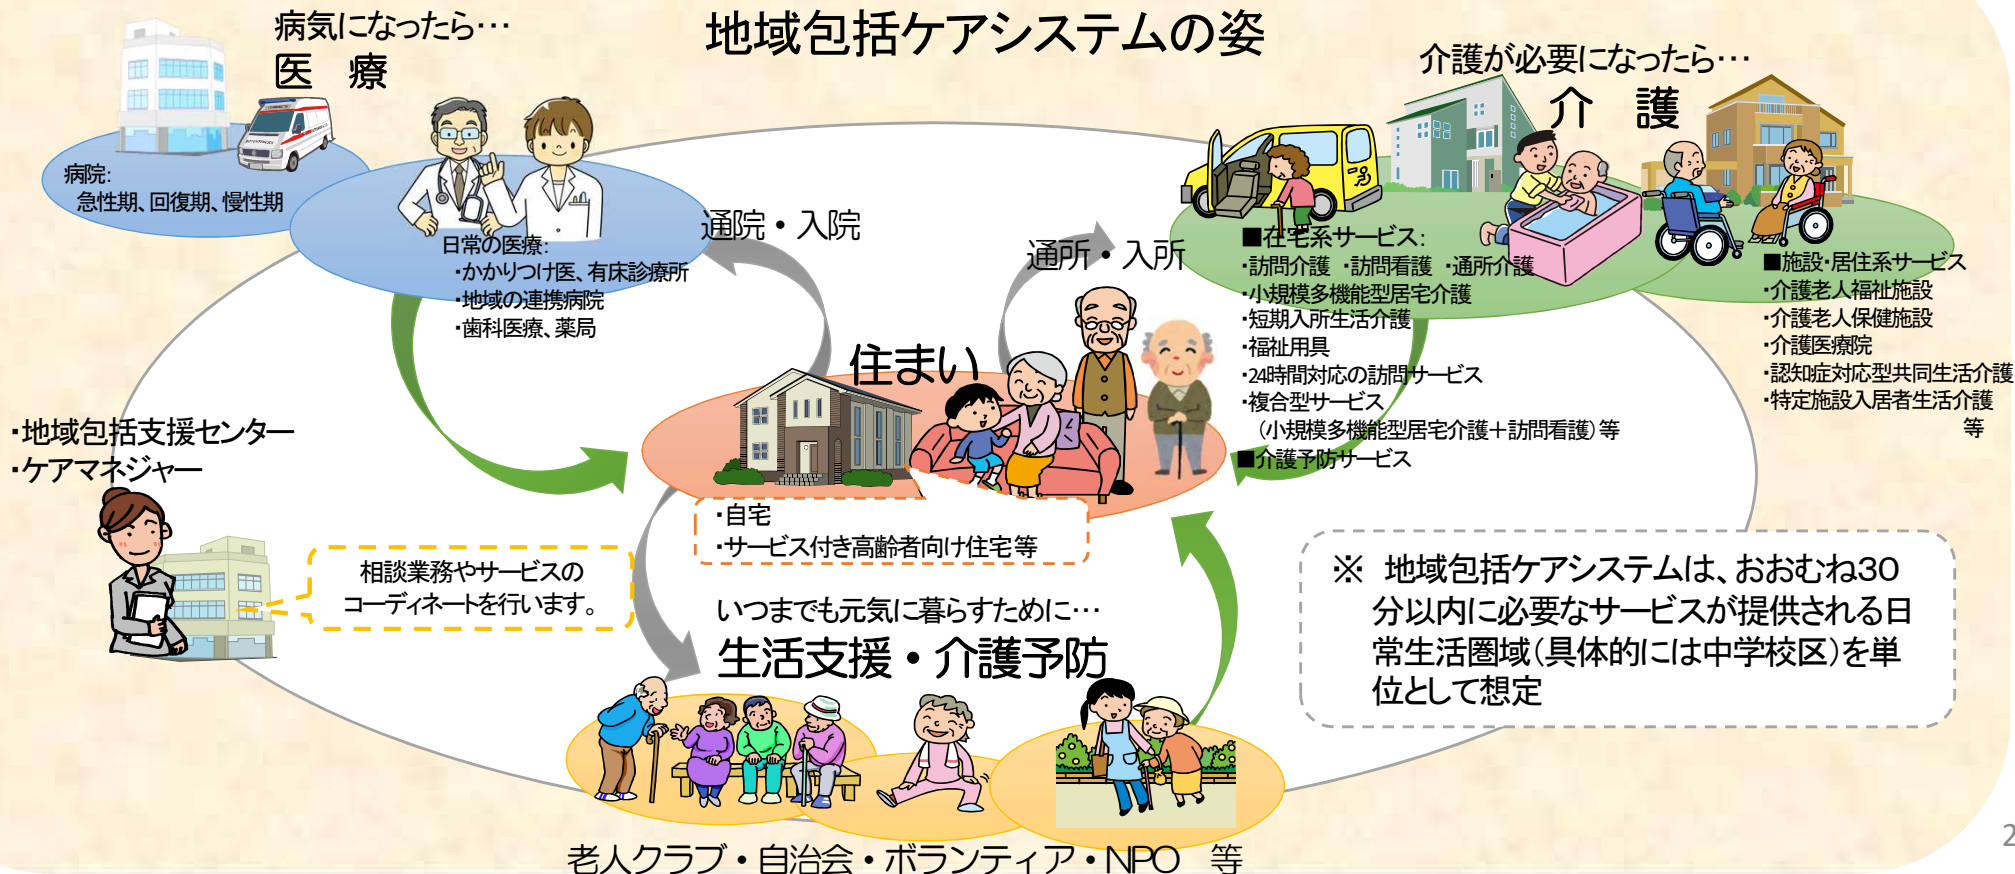 地域包括ケアシステムの姿
病気になったら…
医　療
病院:
急性期、回復期、慢性期
日常の医療:
・かかりつけ医、有床診療所
・地域の連携病院
・歯科医療、薬局
通院・入院
通所・入所
介護が必要になったら…
介　護
■在宅系サービス:
・訪問介護　・訪問看護　・通所介護
・小規模多機能型居宅介護
・短期入所生活介護
・福祉用具
・24時間対応の訪問サービス
・複合型サービス
（小規模多機能型居宅介護＋訪問看護）等
■介護予防サービス
■施設・居住系サービス
・介護老人福祉施設
・介護老人保健施設
・介護医療院
・認知症対応型共同生活介護
・特定施設入居者生活介護
等
住まい
・自宅
・サービス付き高齢者向け住宅等
・地域包括支援センター
・ケアマネジャー
相談業務やサービスの
コーディネートを行います。
いつまでも元気に暮らすために…
生活支援・介護予防
老人クラブ・自治会・ボランティア・NPO　等
※　地域包括ケアシステムは、おおむね30
分以内に必要なサービスが提供される日
常生活圏域（具体的には中学校区）を単
位として想定
2